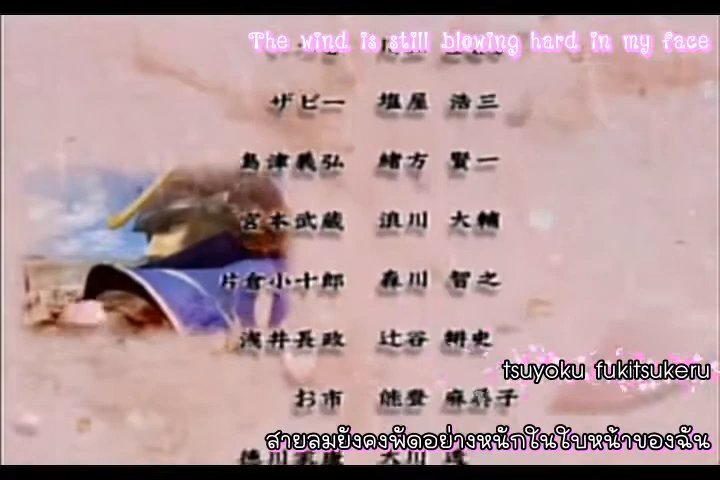 The wind is still blowing hard in my face
ザビー 塩屋 浩三
島津義弘 緒方 賢一
宮本武蔵 浪川 大輔
片倉小十郎 森川 智之
浅井長政 辻谷 耕史
tsuyoku fukitsukeru
お市 能登 麻美子
สายลมยังคงพัดอย่างหนักในใบหน้าของฉัน
徳川家康 大川 透